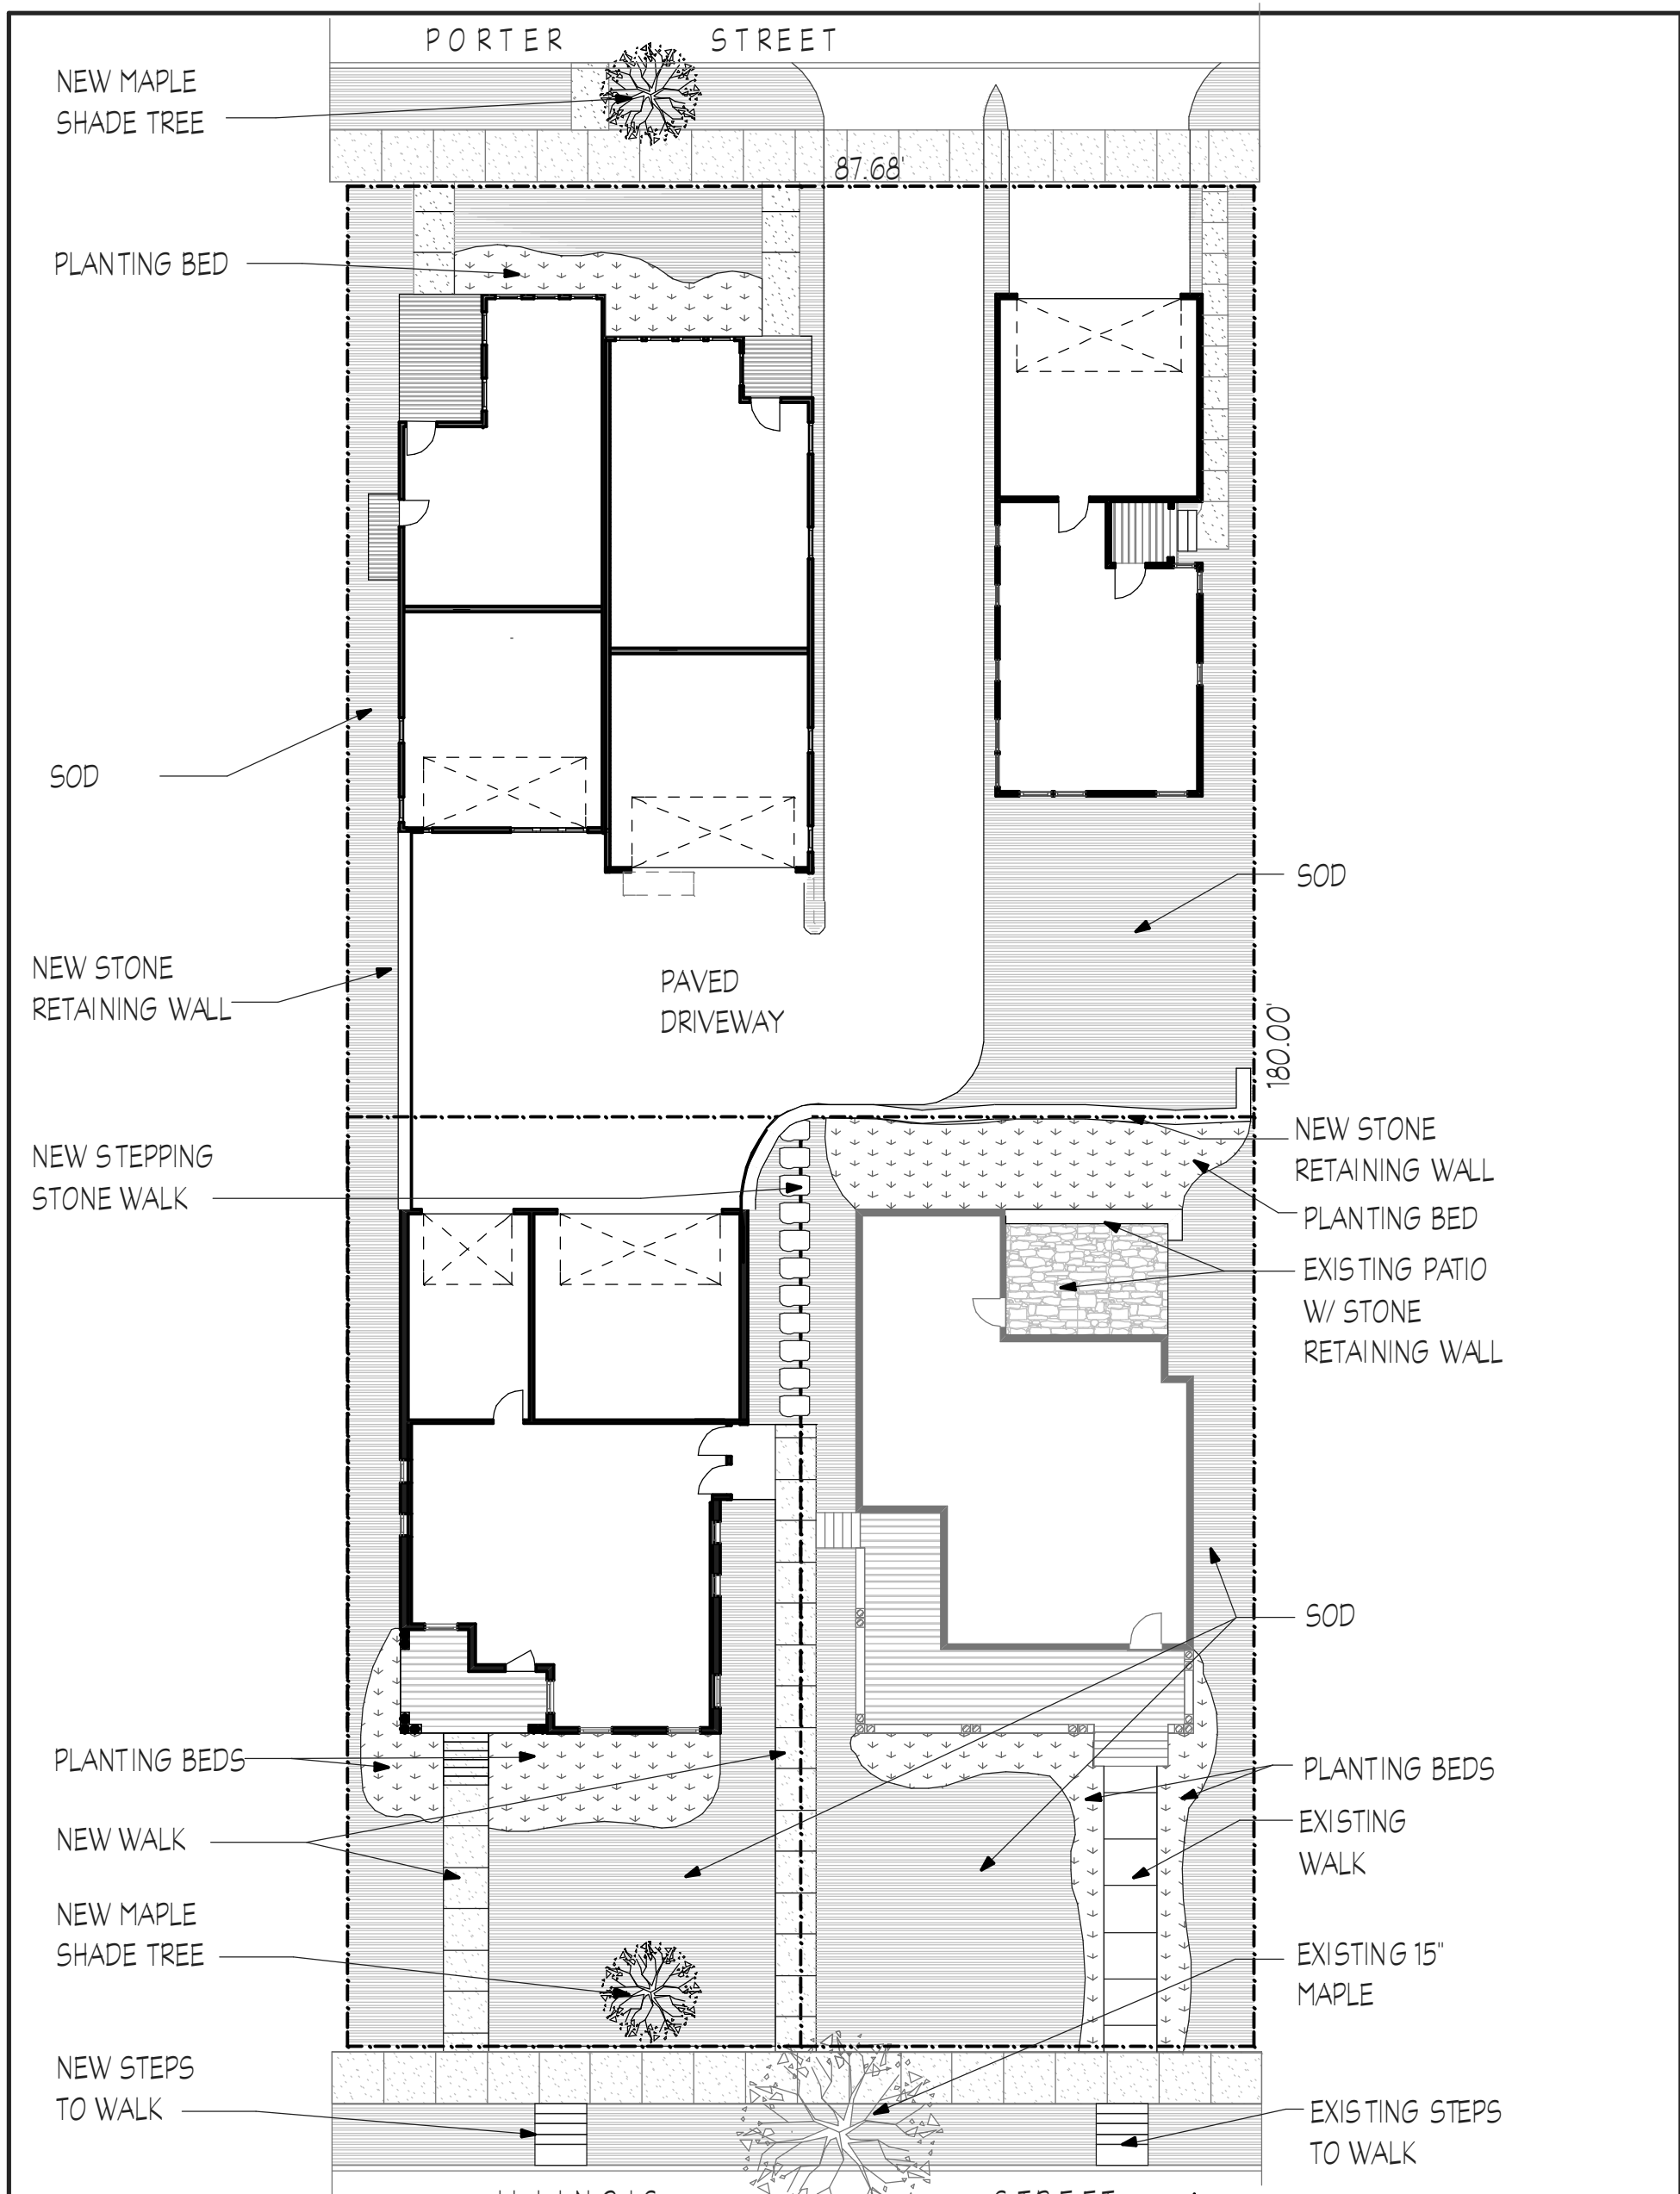 PORTER STREET
NEW MAPLE
SHADE TREE
87.68'
PLANTING BED
SOD
SOD
NEW STONE
RETAINING WALL
PAVED
DRIVEWAY
180.00'
NEW STONE
RETAINING WALL
NEW STEPPING
STONE WALK
PLANTING BED
EXISTING PATIO
W/ STONE
RETAINING WALL
SOD
PLANTING BEDS
PLANTING BEDS
NEW WALK
EXISTING
WALK
NEW MAPLE
SHADE TREE
EXISTING 15"
MAPLE
NEW STEPS
TO WALK
EXISTING STEPS
TO WALK
STREET